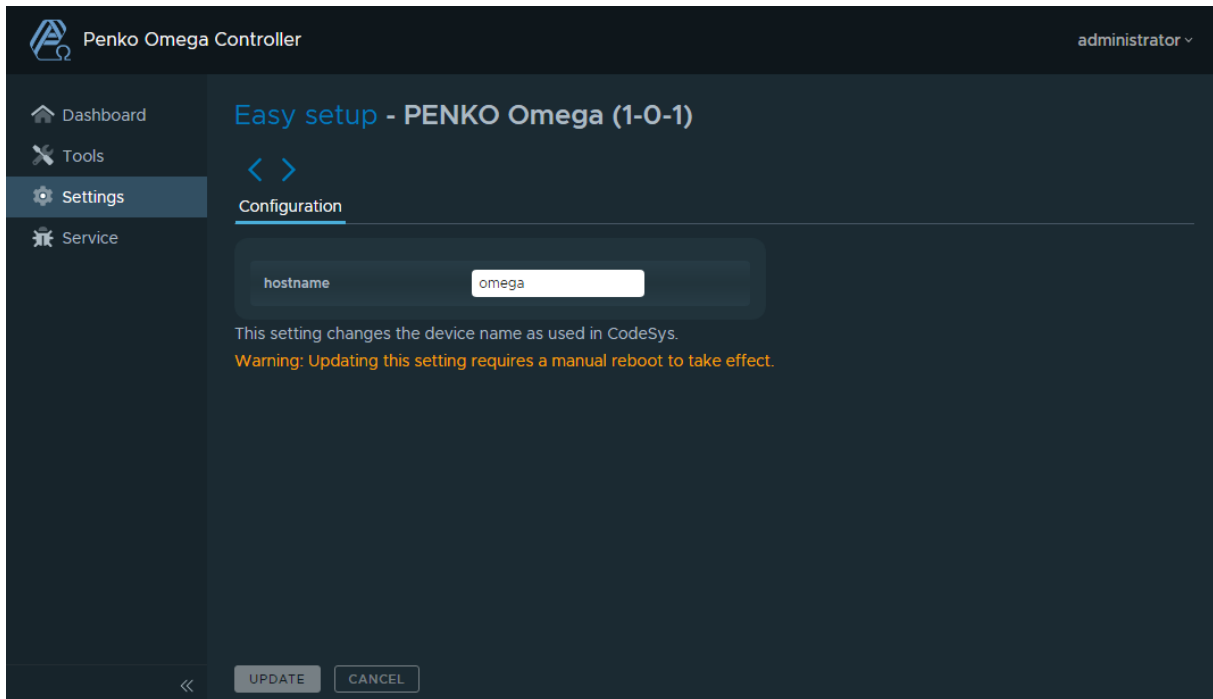 Penko Omega Controller
administrator
Dashboard
Tools
Settings
Service
Easy setup - PENKO Omega (1-0-1)
Configuration
hostname omega
This setting changes the device name as used in CodeSys.
Warning: Updating this setting requires a manual reboot to take effect.
UPDATE CANCEL